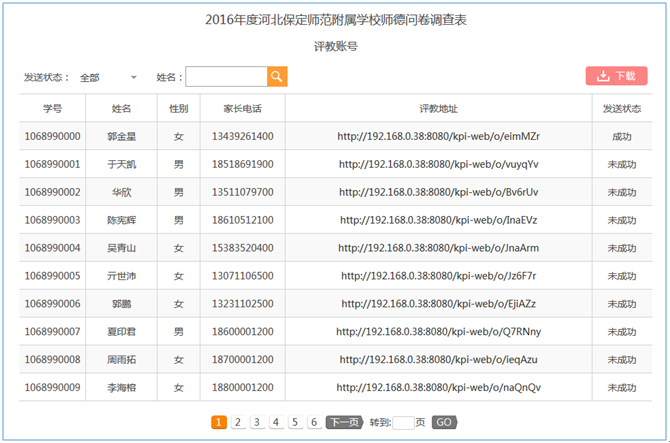 2016年度河北保定师范附属学校师德问卷调查表
评教账号
发送状态： 全部 姓名： 下载
学号 姓名 性别 家长电话 评教地址 发送状态
1068990000 郭金星 女 13439261400 http://192.168.0.38:8080/kpi-web/o/eimMZr 成功
1068990001 于天凯 男 18518691900 http://192.168.0.38:8080/kpi-web/o/vuyqYv 未成功
1068990002 华欣 男 13511079700 http://192.168.0.38:8080/kpi-web/o/Bv6rUv 未成功
1068990003 陈宪辉 男 18610512100 http://192.168.0.38:8080/kpi-web/o/InaEVz 未成功
1068990004 吴青山 女 15383520400 http://192.168.0.38:8080/kpi-web/o/JnaArm 未成功
1068990005 亓世沛 女 13071106500 http://192.168.0.38:8080/kpi-web/o/Jz6F7r 未成功
1068990006 郭鹏 女 13231102500 http://192.168.0.38:8080/kpi-web/o/EjiAZz 未成功
1068990007 夏印君 男 18600001200 http://192.168.0.38:8080/kpi-web/o/Q7RNny 未成功
1068990008 周雨拓 女 18700001200 http://192.168.0.38:8080/kpi-web/o/ieqAzu 未成功
1068990009 李海榕 女 18800001200 http://192.168.0.38:8080/kpi-web/o/naQnQv 未成功
1 2 3 4 5 6 下一页 转到: 页 GO